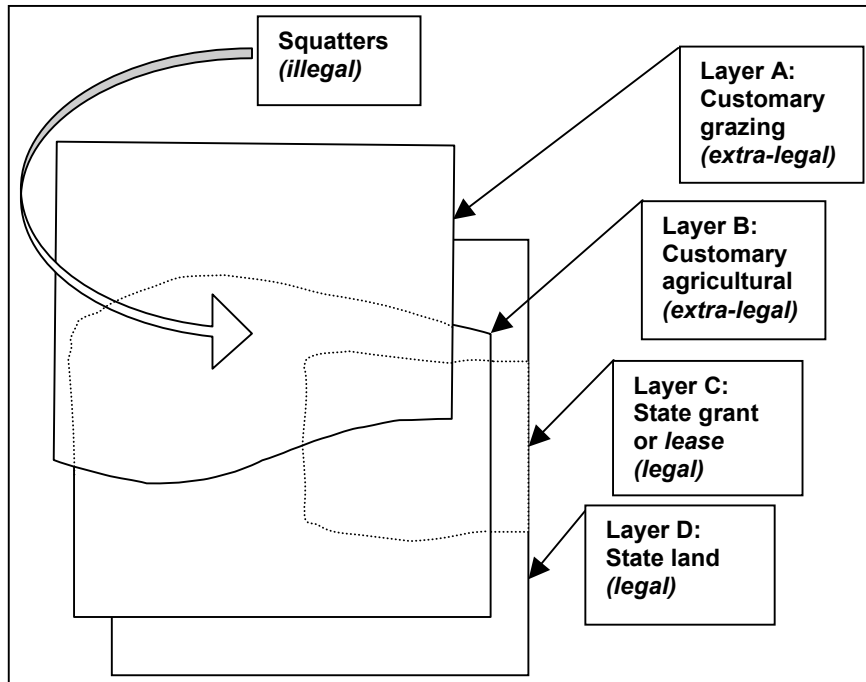 Squatters
(illegal)
Layer A:
Customary
grazing
(extra-legal)
Layer B:
Customary
agricultural
(extra-legal)
Layer C:
State grant
or lease
(legal)
Layer D:
State land
(legal)